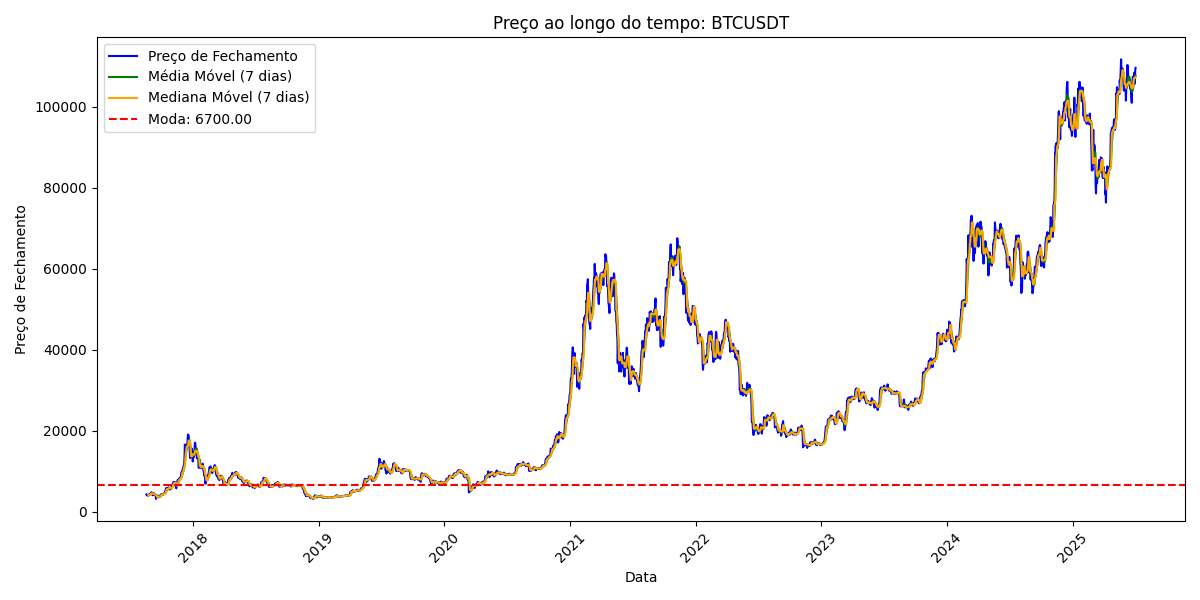 Preço ao longo do tempo: BTCUSDT
Preço de Fechamento
Média Móvel (7 dias)
Mediana Móvel (7 dias)
Moda: 6700.00
Preço de Fechamento
100000
80000
60000
40000
20000
0
2018
2019
2020
2021
2022
2023
2024
2025
Data